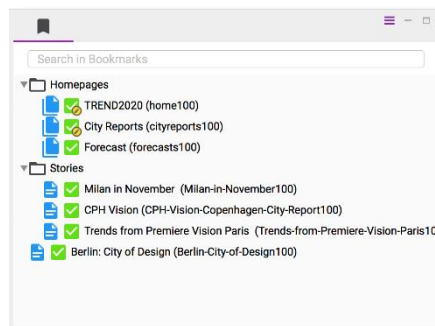 Search in Bookmarks
Homepages
TREND2020 (home100)
City Reports (cityreports100)
Forecast (forecasts100)
Stories
Milan in November (Milan-in-November100)
CPH Vision (CPH-Vision-Copenhagen-City-Report100)
Trends from Premiere Vision Paris (Trends-from-Premiere-Vision-Paris10
Berlin: City of Design (Berlin-City-of-Design100)